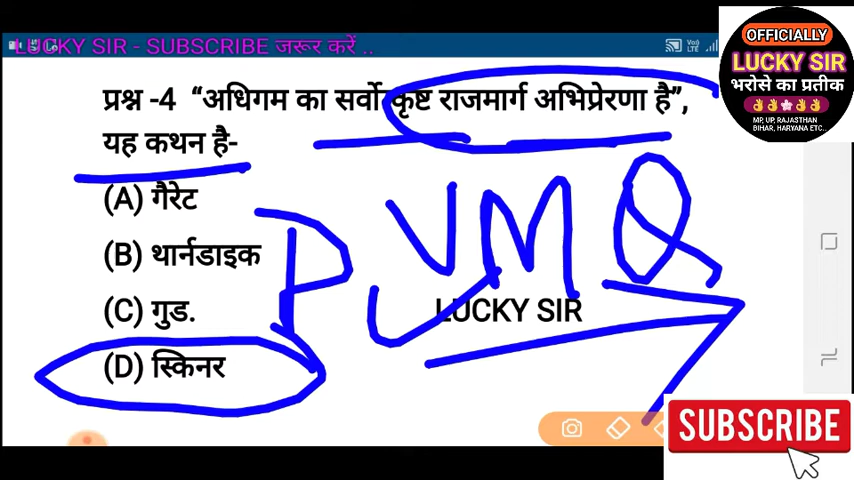 LUCKY SIR - SUBSCRIBE जरूर करें ..
OFFICIALLY
LUCKY SIR
भरोसे का प्रतीक
MP, UP, RAJASTHAN
BIHAR, HARYANA ETC..
प्रश्न -4 “अधिगम का सर्वोत्कृष्ट राजमार्ग अभिप्रेरणा है”,
यह कथन है-
(A) गैरेट
(B) थार्नडाइक
(C) गुड.
(D) स्किनर
P VMQ
LUCKY SIR
SUBSCRIBE